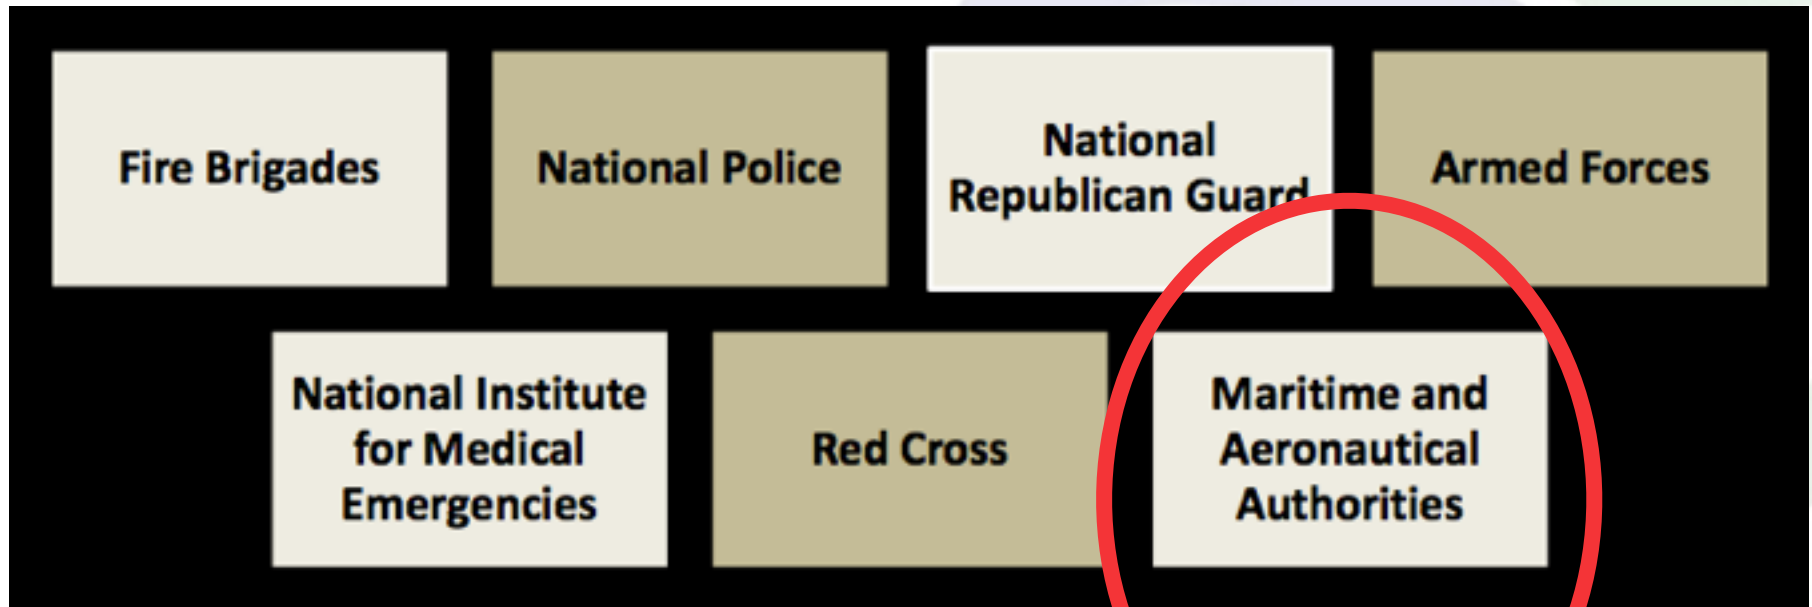 Fire Brigades
National Police
National
Republican Guard
Armed Forces
National Institute
for Medical
Emergencies
Red Cross
Maritime and
Aeronautical
Authorities